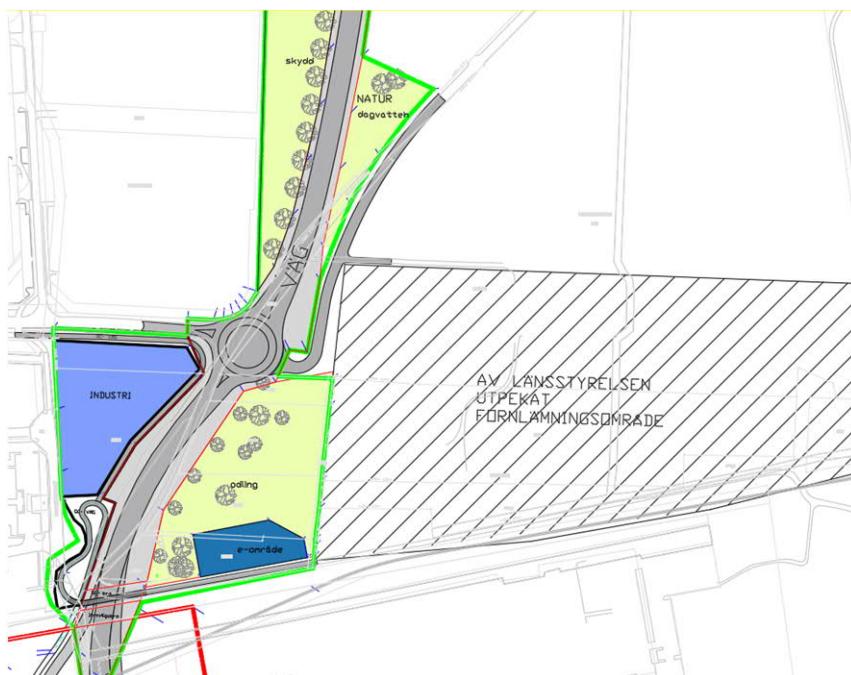 skydd
NATUR
dagvatten
VÄG
INDUSTRI
AV LÄNSSTYRELSEN
UTPEKAT
FORNLÄMNINGSOMRÅDE
odling
e-område